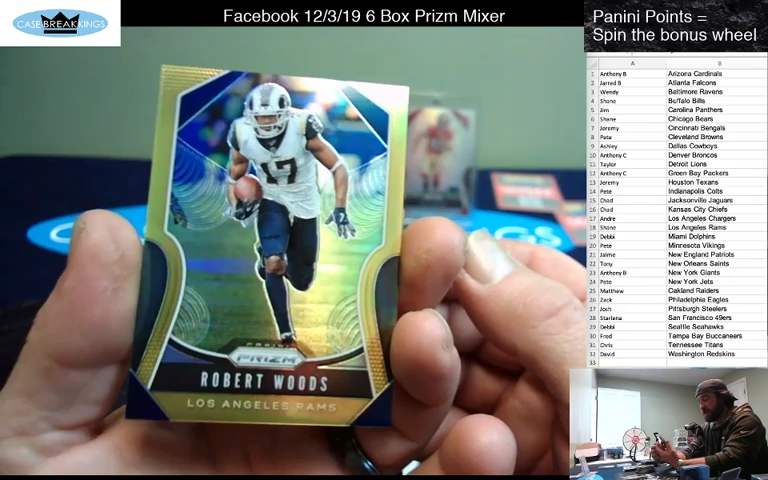 CASE BREAK KINGS
Facebook 12/3/19 6 Box Prizm Mixer
Panini Points =
Spin the bonus wheel
A B
1 Anthony B Arizona Cardinals
2 Jarred B Atlanta Falcons
3 Wendy Baltimore Ravens
4 Shane Buffalo Bills
5 Jim Carolina Panthers
6 Shane Chicago Bears
7 Jeremy Cincinnati Bengals
8 Pete Cleveland Browns
9 Ashley Dallas Cowboys
10 Anthony C Denver Broncos
11 Taylor Detroit Lions
12 Anthony C Green Bay Packers
13 Jeremy Houston Texans
14 Pete Indianapolis Colts
15 Chad Jacksonville Jaguars
16 Chad Kansas City Chiefs
17 Andre Los Angeles Chargers
18 Shane Los Angeles Rams
19 Debbi Miami Dolphins
20 Pete Minnesota Vikings
21 Jaime New England Patriots
22 Tony New Orleans Saints
23 Anthony B New York Giants
24 Pete New York Jets
25 Matthew Oakland Raiders
26 Zack Philadelphia Eagles
27 Josh Pittsburgh Steelers
28 Starlena San Francisco 49ers
29 Debbi Seattle Seahawks
30 Fred Tampa Bay Buccaneers
31 Chris Tennessee Titans
32 David Washington Redskins
33
17
PRIZM
ROBERT WOODS
LOS ANGELES RAMS
NGS